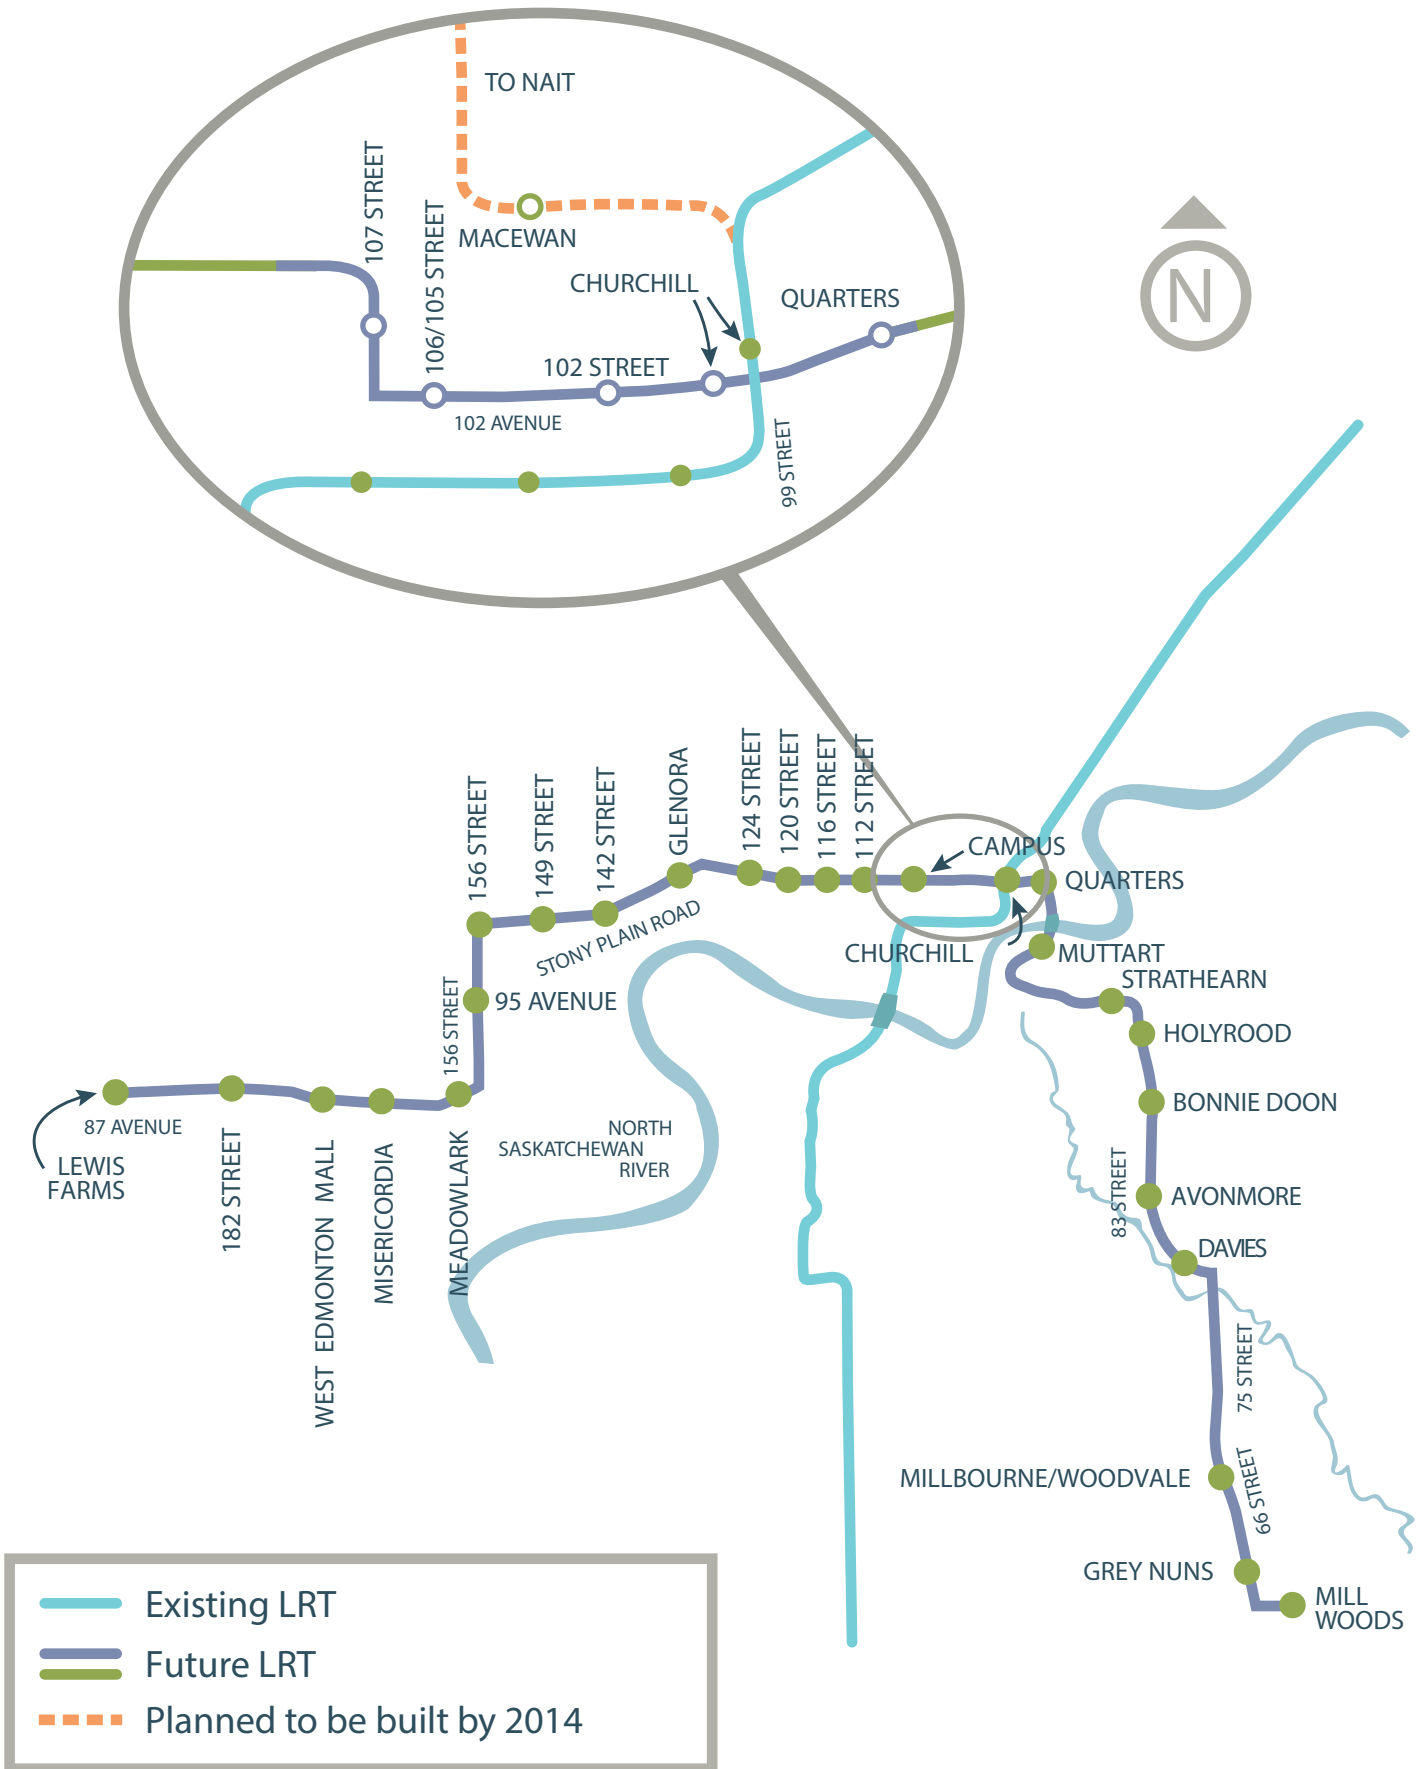 TO NAIT
107 STREET
106/105 STREET
MACEWAN
CHURCHILL
QUARTERS
102 STREET
102 AVENUE
99 STREET
N
156 STREET
149 STREET
142 STREET
GLENORA
124 STREET
120 STREET
116 STREET
112 STREET
CAMPUS
QUARTERS
STONY PLAIN ROAD
CHURCHILL
MUTTART
STRATHEARN
95 AVENUE
156 STREET
HOLYROOD
BONNIE DOON
87 AVENUE
LEWIS
FARMS
182 STREET
WEST EDMONTON MALL
MISERICORDIA
MEADOWLARK
NORTH
SASKATCHEWAN
RIVER
83 STREET
AVONMORE
DAVIES
75 STREET
66 STREET
MILLBOURNE/WOODVALE
GREY NUNS
MILL
WOODS
Existing LRT
Future LRT
Planned to be built by 2014